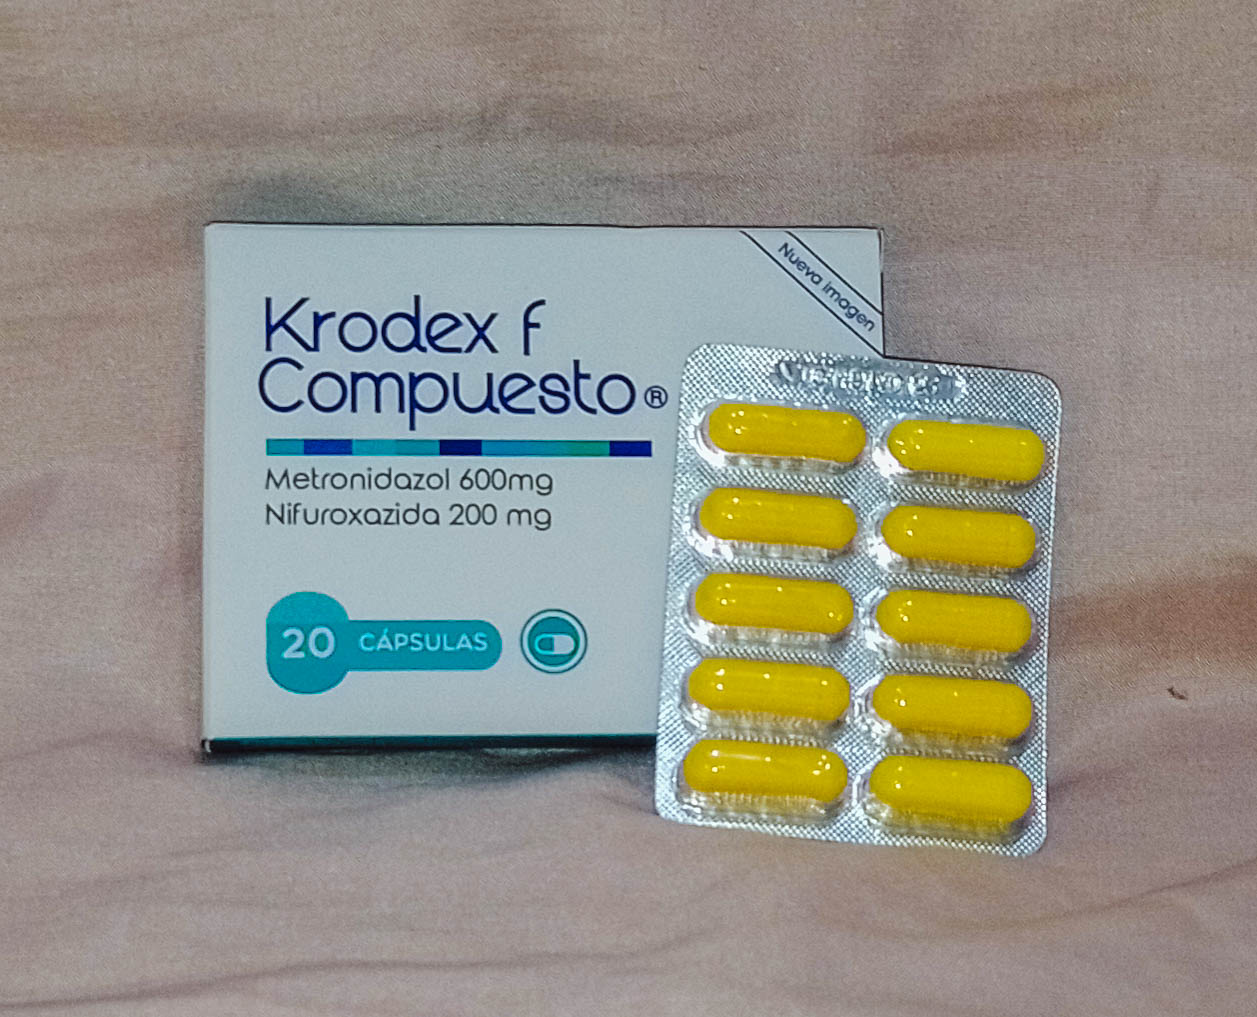 Nueva imagen
Krodex f
Compuesto®
Metronidazol 600mg
Nifuroxazida 200 mg
20 CÁPSULAS